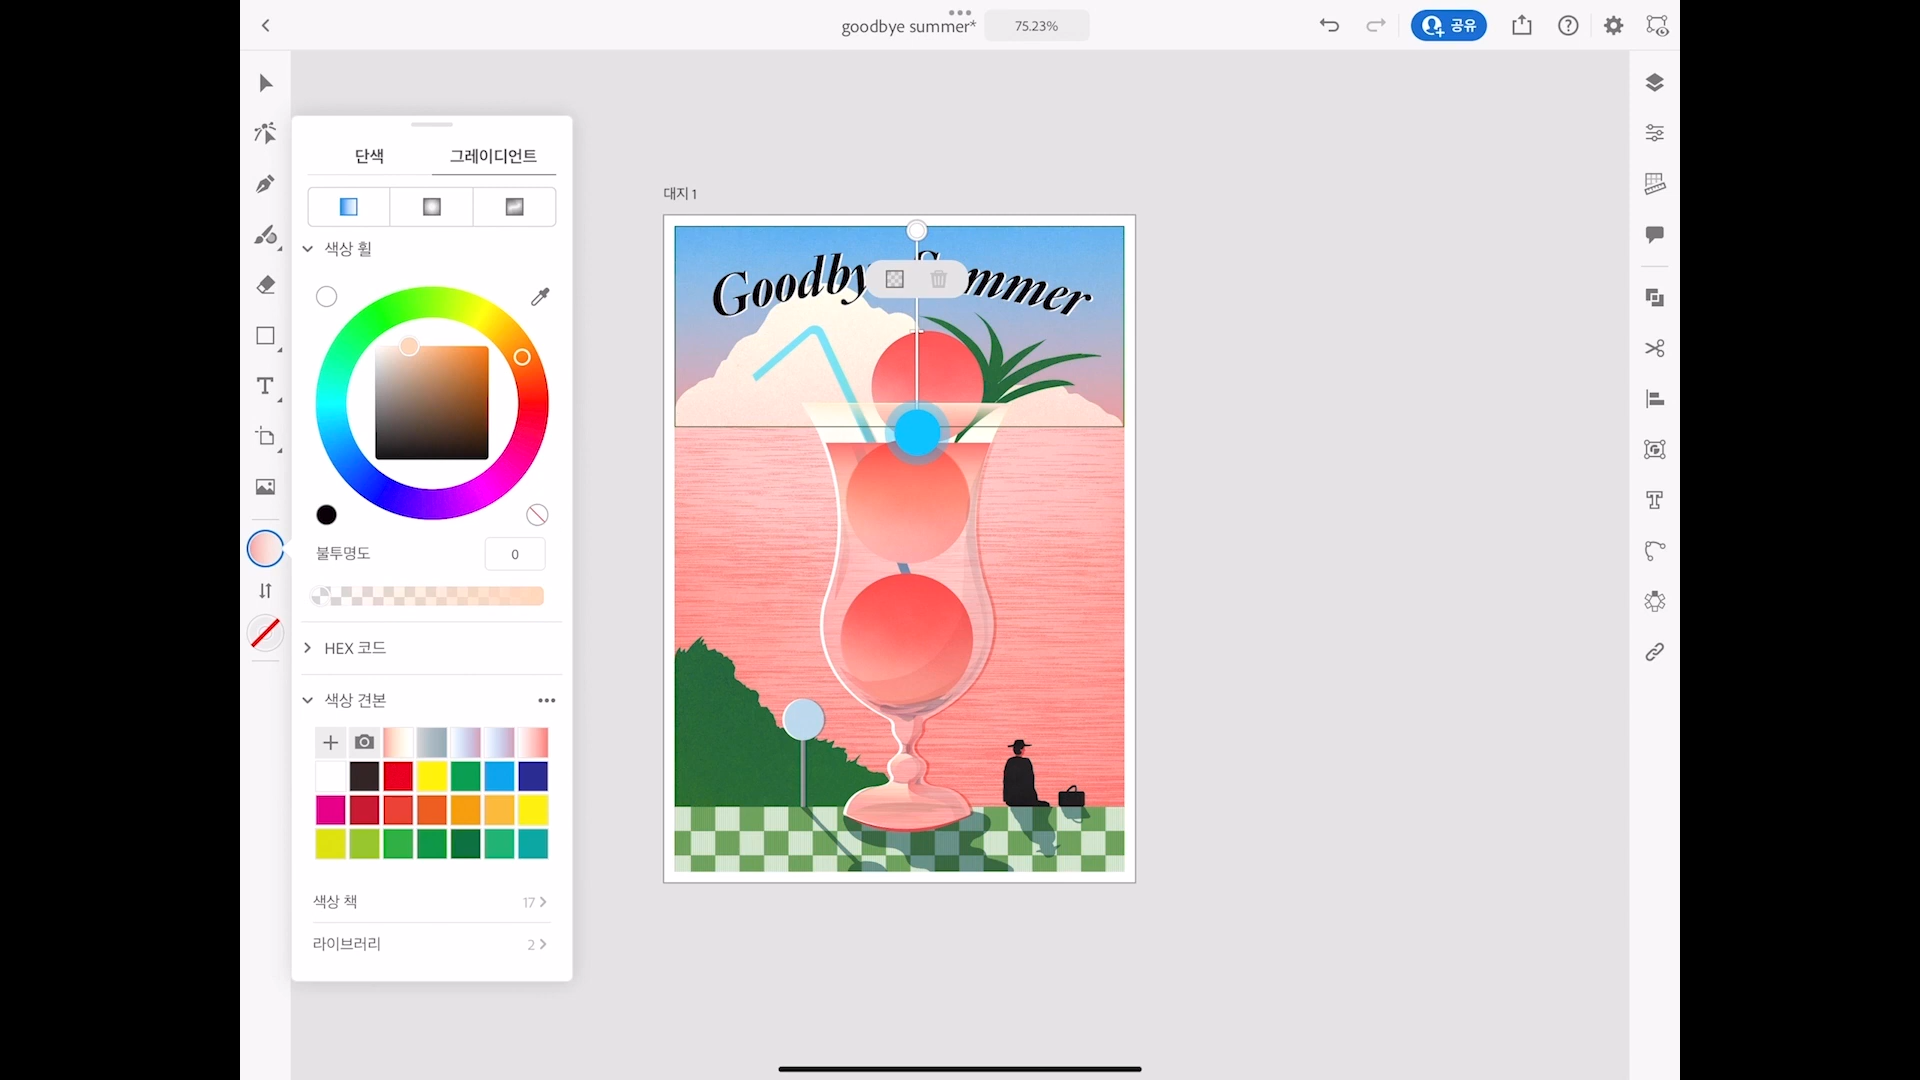 goodbye summer*
75.23%
공유
단색
그레이디언트
색상 휠
불투명도
0
HEX 코드
색상 견본
색상 책
17
라이브러리
2
대지 1
Goodby S mmer